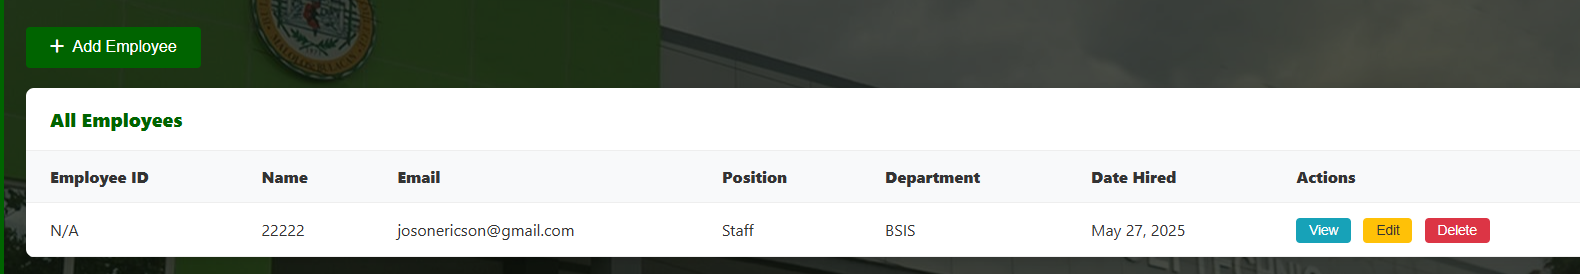 + Add Employee
All Employees
Employee ID Name Email Position Department Date Hired Actions
N/A 22222 josonericson@gmail.com Staff BSIS May 27, 2025 View Edit Delete